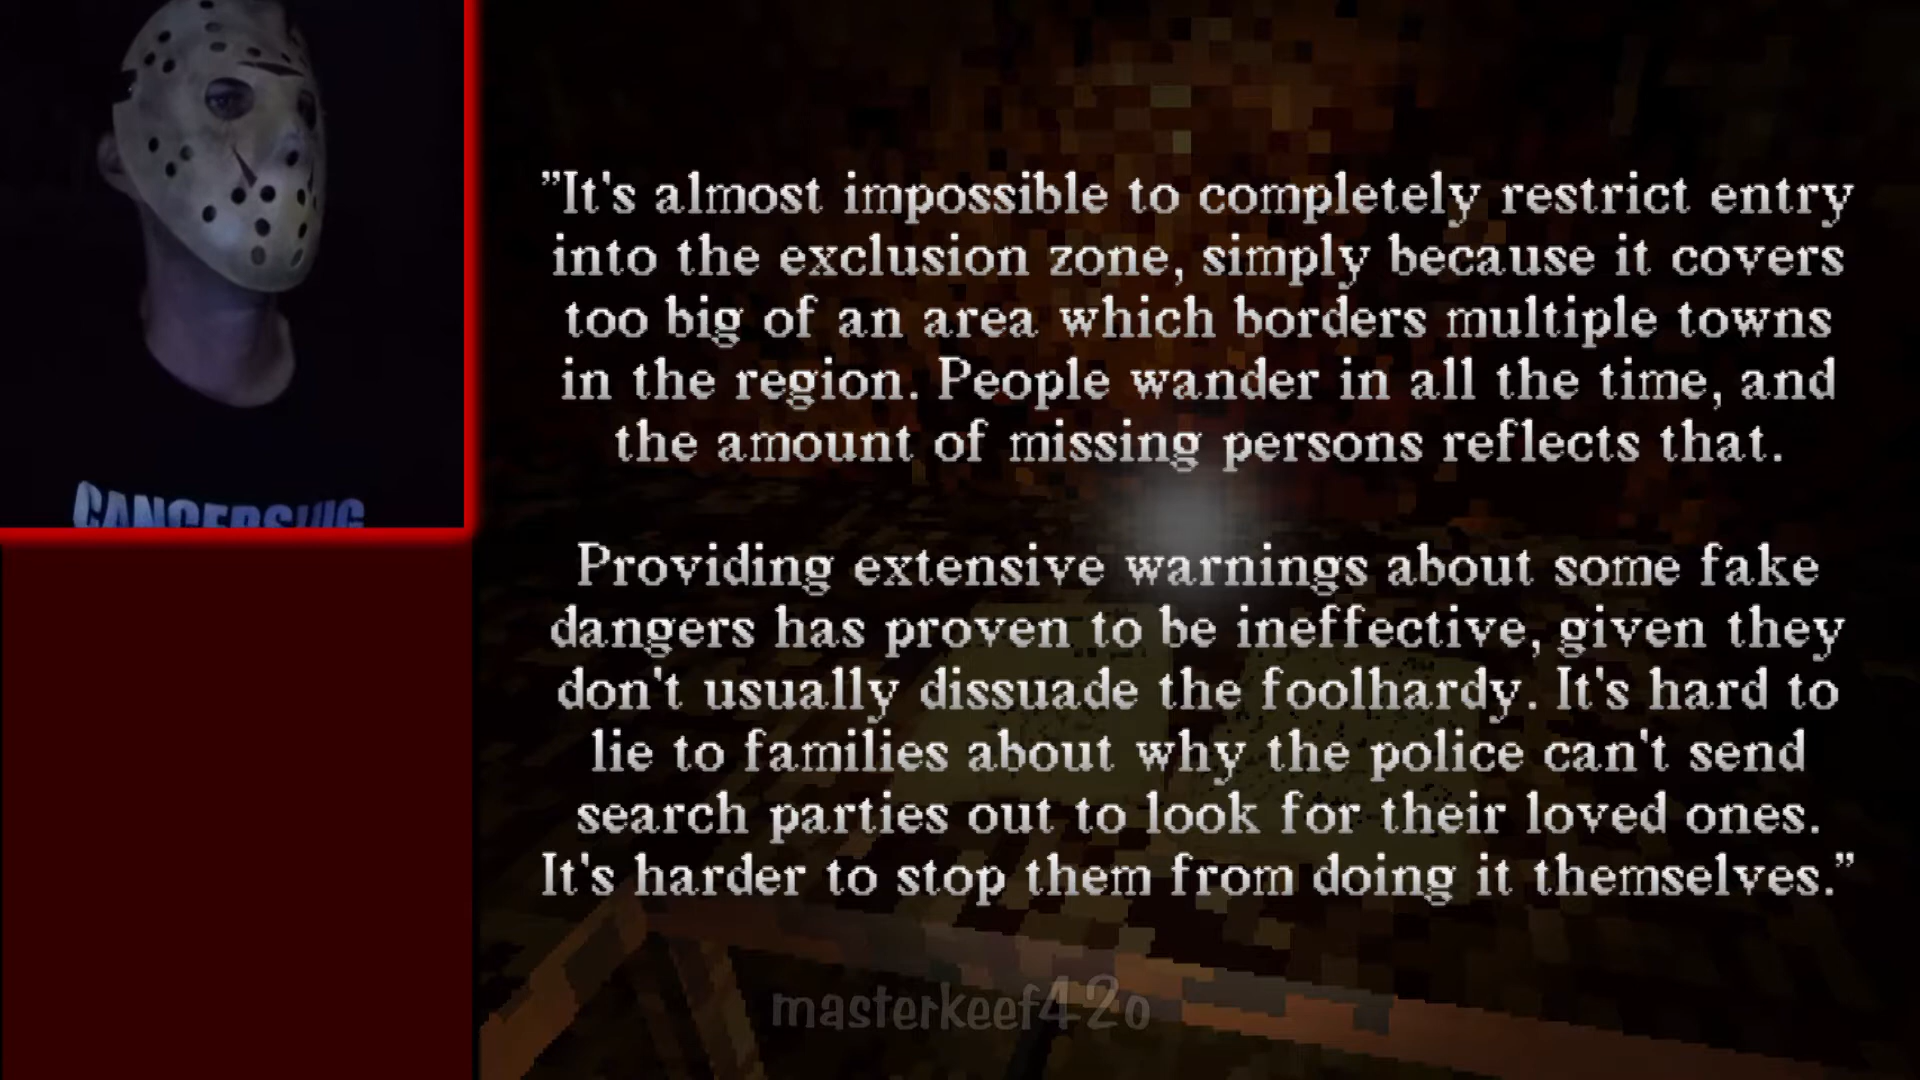 "It's almost impossible to completely restrict entry
into the exclusion zone, simply because it covers
too big of an area which borders multiple towns
in the region. People wander in all the time, and
the amount of missing persons reflects that.
Providing extensive warnings about some fake
dangers has proven to be ineffective, given they
don't usually dissuade the foolhardy. It's hard to
lie to families about why the police can't send
search parties out to look for their loved ones.
It's harder to stop them from doing it themselves."
masterkeef420